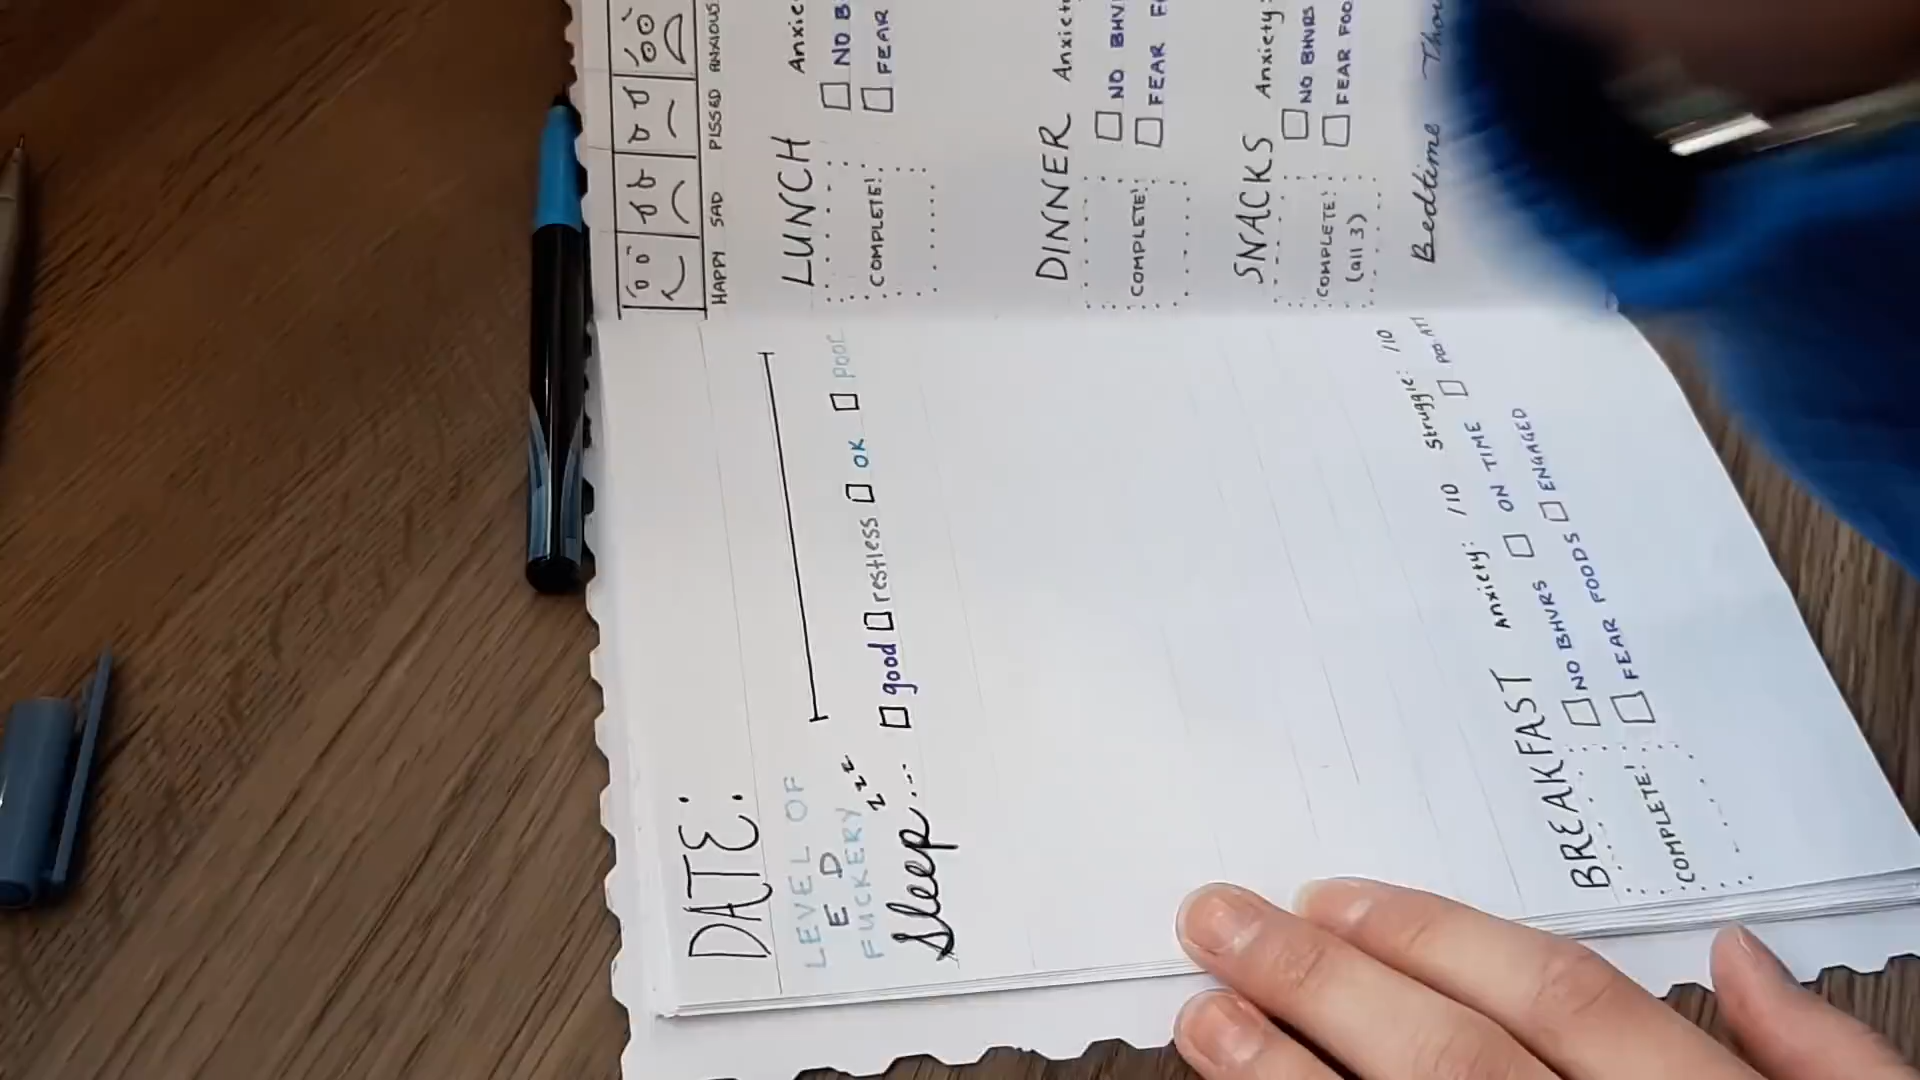 DATE:
LEVEL OF
ED
FUCKERY
Sleep... zzz
good restless OK poor
BREAKFAST Anxiety: /10 Struggle: /10
NO BHVRS ON TIME
FEAR FOODS ENGAGED
COMPLETE!
HAPPY SAD PISSED ANXIOUS
LUNCH
NO
FEAR
COMPLETE!
DINNER
NO
FEAR
COMPLETE!
SNACKS Anxiety:
NO BHVRS
FEAR
COMPLETE!
(all 3)
Bedtime